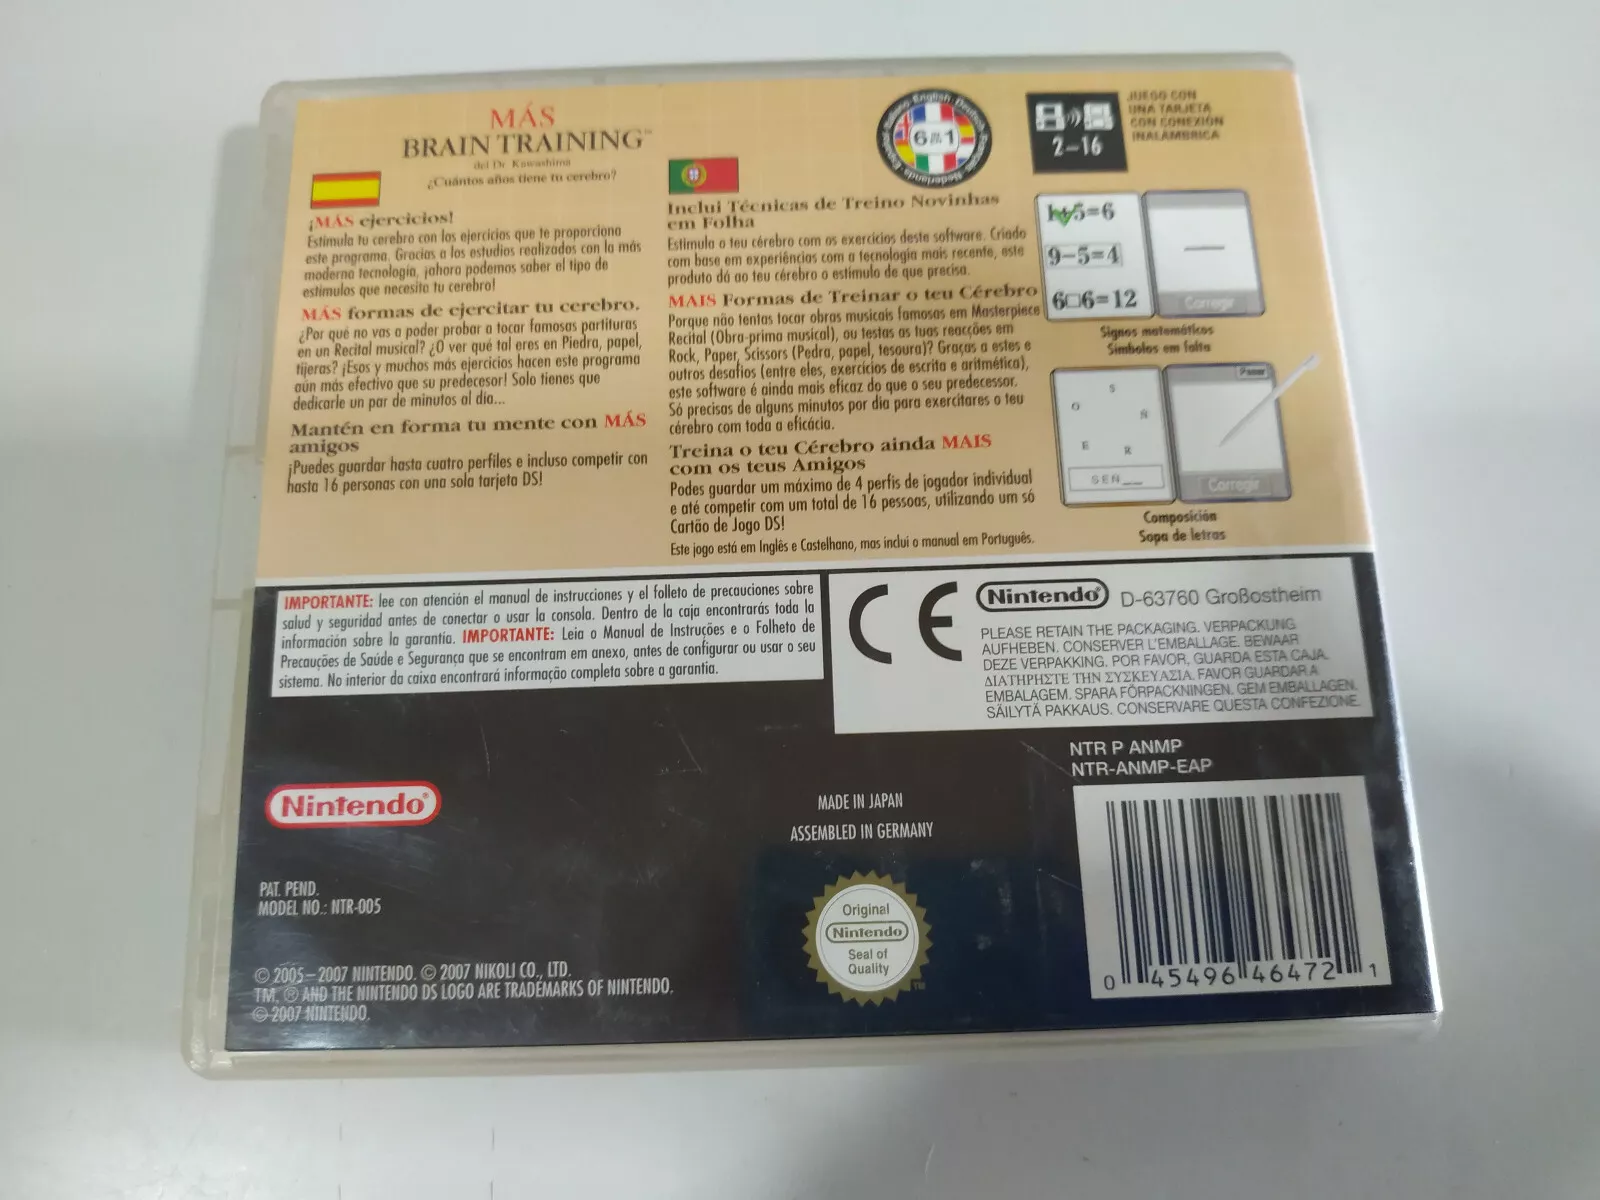 MÁS
BRAIN TRAINING™
del Dr. Kawashima
¿Cuántos años tiene tu cerebro?
¡MÁS ejercicios!
Estimula tu cerebro con los ejercicios que te proporciona
este programa. Gracias a los estudios realizados con la más
moderna tecnología, ¡ahora podemos saber el tipo de
estímulos que necesita tu cerebro!
MÁS formas de ejercitar tu cerebro.
¿Por qué no vas a poder probar a tocar famosas partituras
en un Recital musical? ¿O ver qué tal eres en Piedra, papel,
tijeras? ¡Esos y muchos más ejercicios hacen este programa
aún más efectivo que su predecesor! Solo tienes que
dedicarle un par de minutos al día...
Mantén en forma tu mente con MÁS
amigos
¡Puedes guardar hasta cuatro perfiles e incluso competir con
hasta 16 personas con una sola tarjeta DS!
Inclui Técnicas de Treino Novinhas
em Folha
Estimula o teu cérebro com os exercícios deste software. Criado
com base em experiências com a tecnologia mais recente, este
produto dá ao teu cérebro o estímulo de que precisa.
MAIS Formas de Treinar o teu Cérebro
Porque não tentas tocar obras musicais famosas em Masterpiece
Recital (Obra-prima musical), ou testas as tuas reacções em
Rock, Paper, Scissors (Pedra, papel, tesoura)? Graças a estes e
outros desafios (entre eles, exercícios de escrita e aritmética),
este software é ainda mais eficaz do que o seu predecessor.
Só precisas de alguns minutos por dia para exercitares o teu
cérebro com toda a eficácia.
Treina o teu Cérebro ainda MAIS
com os teus Amigos
Podes guardar um máximo de 4 perfis de jogador individual
e até competir com um total de 16 pessoas, utilizando um só
Cartão de Jogo DS!
Este jogo está em Inglês e Castelhano, mas inclui o manual em Português.
English · Deutsch · Français · Nederlands · Español · Italiano
6 IN 1
2–16
JUEGO CON
UNA TARJETA
CON CONEXIÓN
INALÁMBRICA
1+5=6
9−5=4
6□6=12
Corregir
Signos matemáticos
Símbolos em falta
S
O
Ñ
E
R
SEÑ__
Parar
Corregir
Composición
Sopa de letras
IMPORTANTE: lee con atención el manual de instrucciones y el folleto de precauciones sobre
salud y seguridad antes de conectar o usar la consola. Dentro de la caja encontrarás toda la
información sobre la garantía. IMPORTANTE: Leia o Manual de Instruções e o Folheto de
Precauções de Saúde e Segurança que se encontram em anexo, antes de configurar ou usar o seu
sistema. No interior da caixa encontrará informação completa sobre a garantia.
CE
Nintendo® D-63760 Großostheim
PLEASE RETAIN THE PACKAGING. VERPACKUNG
AUFHEBEN. CONSERVER L'EMBALLAGE. BEWAAR
DEZE VERPAKKING. POR FAVOR, GUARDA ESTA CAJA.
ΔΙΑΤΗΡΗΣΤΕ ΤΗΝ ΣΥΣΚΕΥΑΣΙΑ. FAVOR GUARDAR A
EMBALAGEM. SPARA FÖRPACKNINGEN. GEM EMBALLAGEN.
SÄILYTÄ PAKKAUS. CONSERVARE QUESTA CONFEZIONE.
NTR P ANMP
NTR-ANMP-EAP
Nintendo®
MADE IN JAPAN
ASSEMBLED IN GERMANY
PAT. PEND.
MODEL NO.: NTR-005
Original
Nintendo
Seal of
Quality
TM
© 2005–2007 NINTENDO. © 2007 NIKOLI CO., LTD.
TM, ® AND THE NINTENDO DS LOGO ARE TRADEMARKS OF NINTENDO.
© 2007 NINTENDO.
0 45496 46472 1